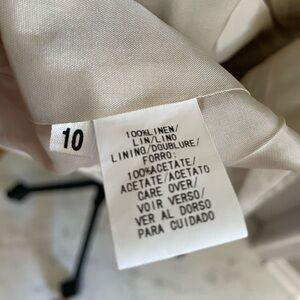 10
100%LINEN/
LIN/LINO
LINING/DOUBLURE/
FORRO:
100%ACETATE/
ACETATE/ACETATO
CARE OVER/
VOIR VERSO/
VER AL DORSO
PARA CUIDADO